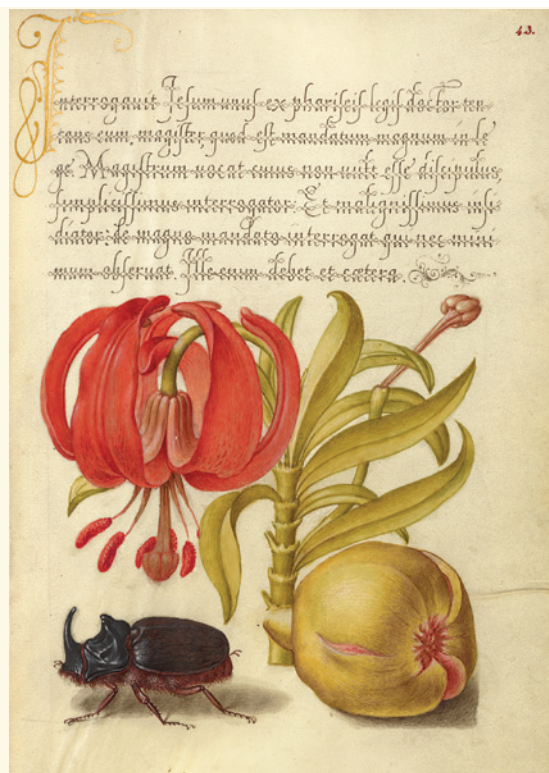 43.
Interrogauit Jesum unus ex phariseis legis doctor ten-
tans eum, magister, quod est mandatum magnum in le
ge. Magistrum uocat cuius non uult esse discipulus,
simplicissimus interrogator: Et malignissimus insi
diator: de magno mandato interrogat qui nec mini
mum obseruat. Ille enim debet et cætera.